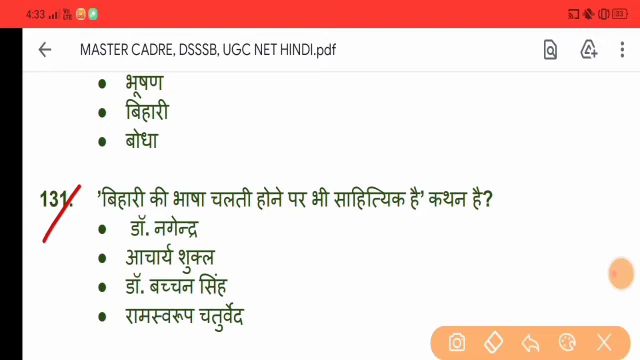 4:33
33
MASTER CADRE, DSSSB, UGC NET HINDI.pdf
• भूषण
• बिहारी
• बोधा
131. 'बिहारी की भाषा चलती होने पर भी साहित्यिक है' कथन है?
• डॉ. नगेन्द्र
• आचार्य शुक्ल
• डॉ. बच्चन सिंह
• रामस्वरूप चतुर्वेद